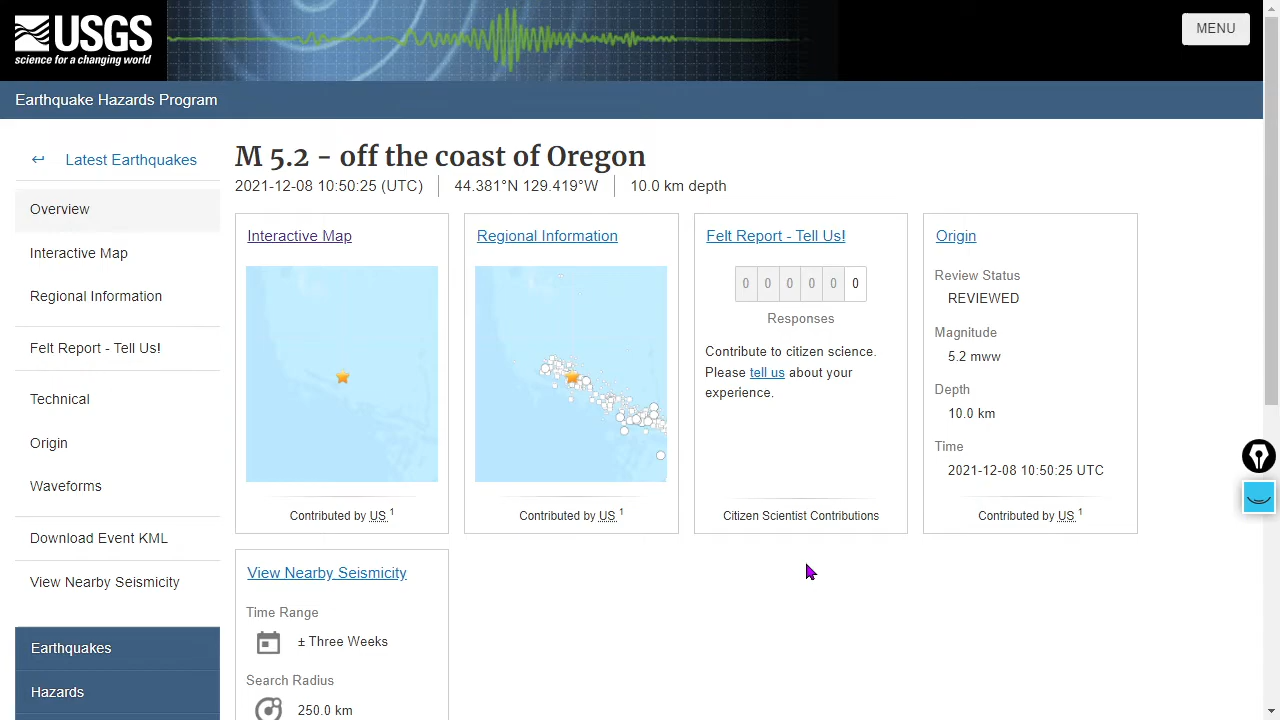 USGS
science for a changing world
MENU
Earthquake Hazards Program
Latest Earthquakes
Overview
Interactive Map
Regional Information
Felt Report - Tell Us!
Technical
Origin
Waveforms
Download Event KML
View Nearby Seismicity
Earthquakes
Hazards
M 5.2 - off the coast of Oregon
2021-12-08 10:50:25 (UTC)
44.381°N 129.419°W
10.0 km depth
Interactive Map
Contributed by US 1
Regional Information
Contributed by US 1
Felt Report - Tell Us!
0 0 0 0 0 0
Responses
Contribute to citizen science.
Please tell us about your
experience.
Citizen Scientist Contributions
Origin
Review Status
REVIEWED
Magnitude
5.2 mww
Depth
10.0 km
Time
2021-12-08 10:50:25 UTC
Contributed by US 1
View Nearby Seismicity
Time Range
± Three Weeks
Search Radius
250.0 km